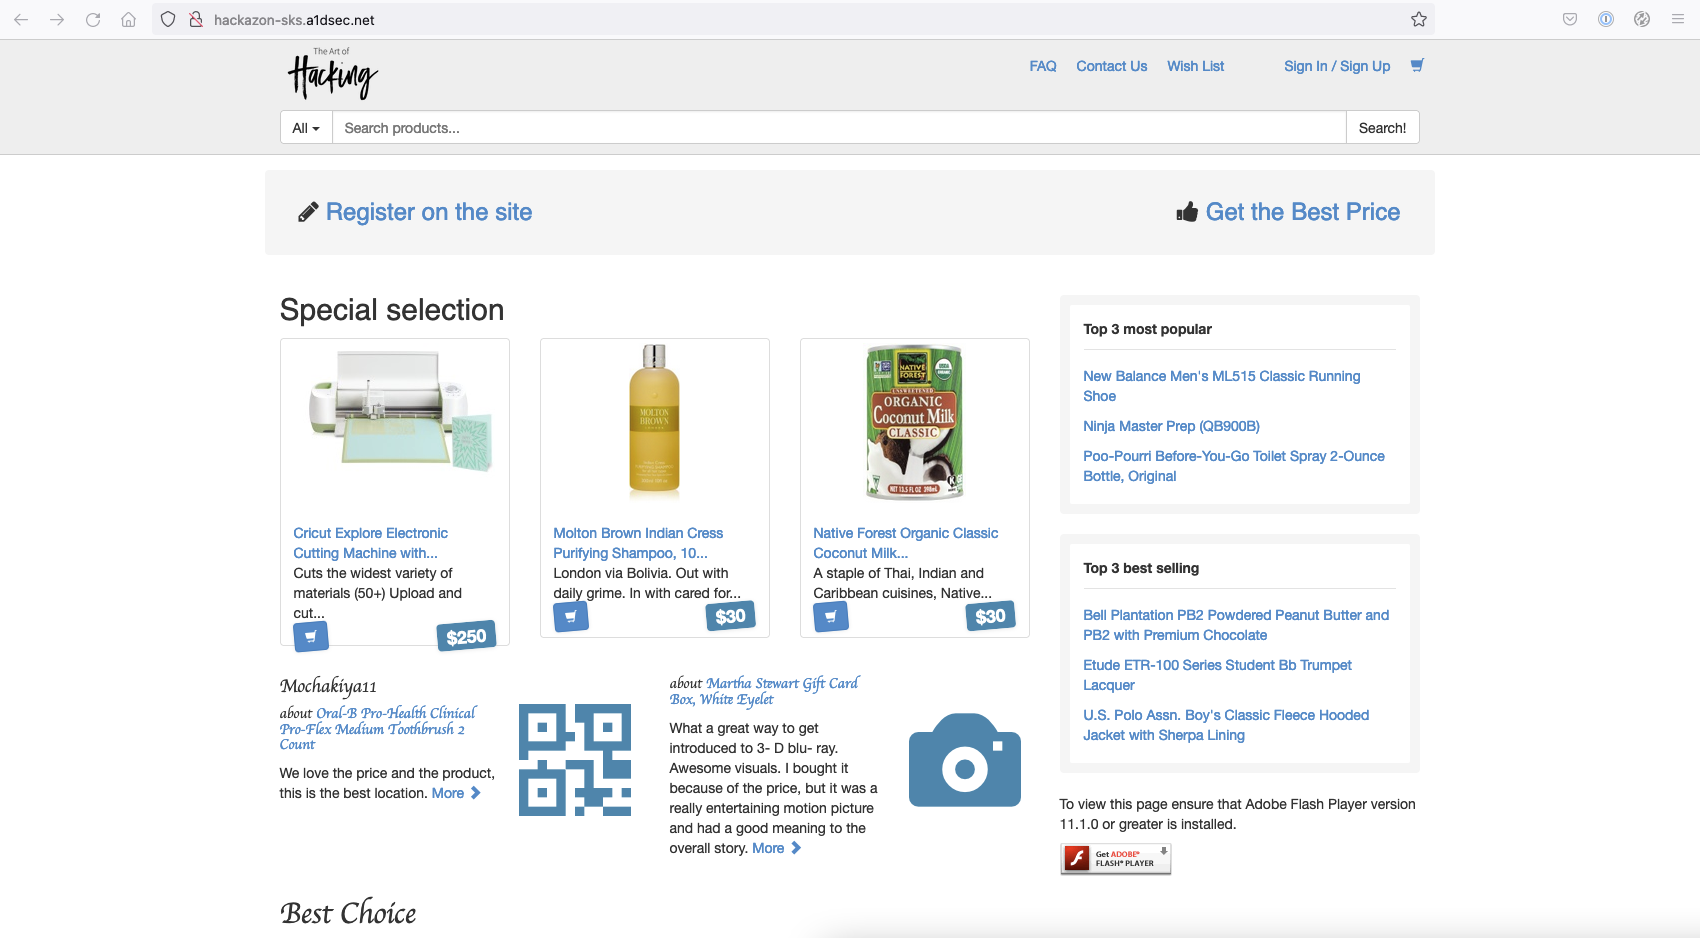 hackazon-sks.a1dsec.net
The Art of
Hacking
FAQ Contact Us Wish List Sign In / Sign Up
All Search products... Search!
Register on the site
Get the Best Price
Special selection
MOLTON
BROWN
NATIVE
FOREST
USDA
ORGANIC
UNSWEETENED
ORGANIC
Coconut Milk
CLASSIC
NET 13.5 FL OZ 398mL
Cricut Explore Electronic
Cutting Machine with...
Cuts the widest variety of
materials (50+) Upload and
cut...
$250
Molton Brown Indian Cress
Purifying Shampoo, 10...
London via Bolivia. Out with
daily grime. In with cared for...
$30
Native Forest Organic Classic
Coconut Milk...
A staple of Thai, Indian and
Caribbean cuisines, Native...
$30
Mochakiya11
about Oral-B Pro-Health Clinical
Pro-Flex Medium Toothbrush 2
Count
We love the price and the product,
this is the best location. More
about Martha Stewart Gift Card
Box, White Eyelet
What a great way to get
introduced to 3- D blu- ray.
Awesome visuals. I bought it
because of the price, but it was a
really entertaining motion picture
and had a good meaning to the
overall story. More
Best Choice
Top 3 most popular
New Balance Men's ML515 Classic Running
Shoe
Ninja Master Prep (QB900B)
Poo-Pourri Before-You-Go Toilet Spray 2-Ounce
Bottle, Original
Top 3 best selling
Bell Plantation PB2 Powdered Peanut Butter and
PB2 with Premium Chocolate
Etude ETR-100 Series Student Bb Trumpet
Lacquer
U.S. Polo Assn. Boy's Classic Fleece Hooded
Jacket with Sherpa Lining
To view this page ensure that Adobe Flash Player version
11.1.0 or greater is installed.
Get ADOBE®
FLASH® PLAYER